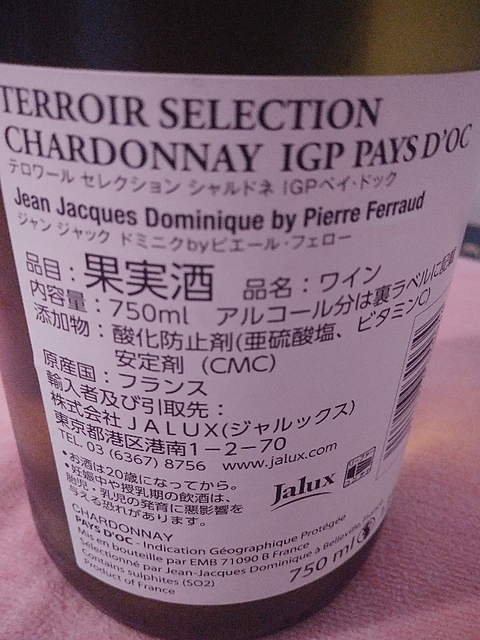 TERROIR SELECTION
CHARDONNAY IGP PAYS D'OC
テロワール セレクション シャルドネ IGPペイ・ドック
Jean Jacques Dominique by Pierre Ferraud
ジャン ジャック ドミニクbyピエール・フェロー
品目：果実酒 品名：ワイン
内容量：750ml アルコール分は裏ラベルに記載
添加物：酸化防止剤(亜硫酸塩、ビタミンC)
安定剤 (CMC)
原産国：フランス
輸入者及び引取先：
株式会社JALUX(ジャルックス)
東京都港区港南1－2－70
TEL 03 (6367) 8756 www.jalux.com
•お酒は20歳になってから。
•妊娠中や授乳期の飲酒は、
胎児・乳児の発育に悪影響を
与える恐れがあります。
Jalux
CHARDONNAY
PAYS D'OC - Indication Géographique Protégée
Mis en bouteille par EMB 71090 B France
Sélectionné par Jean-Jacques Dominique à Belleville, France
Contains sulphites (SO2)
Product of France
750 ml